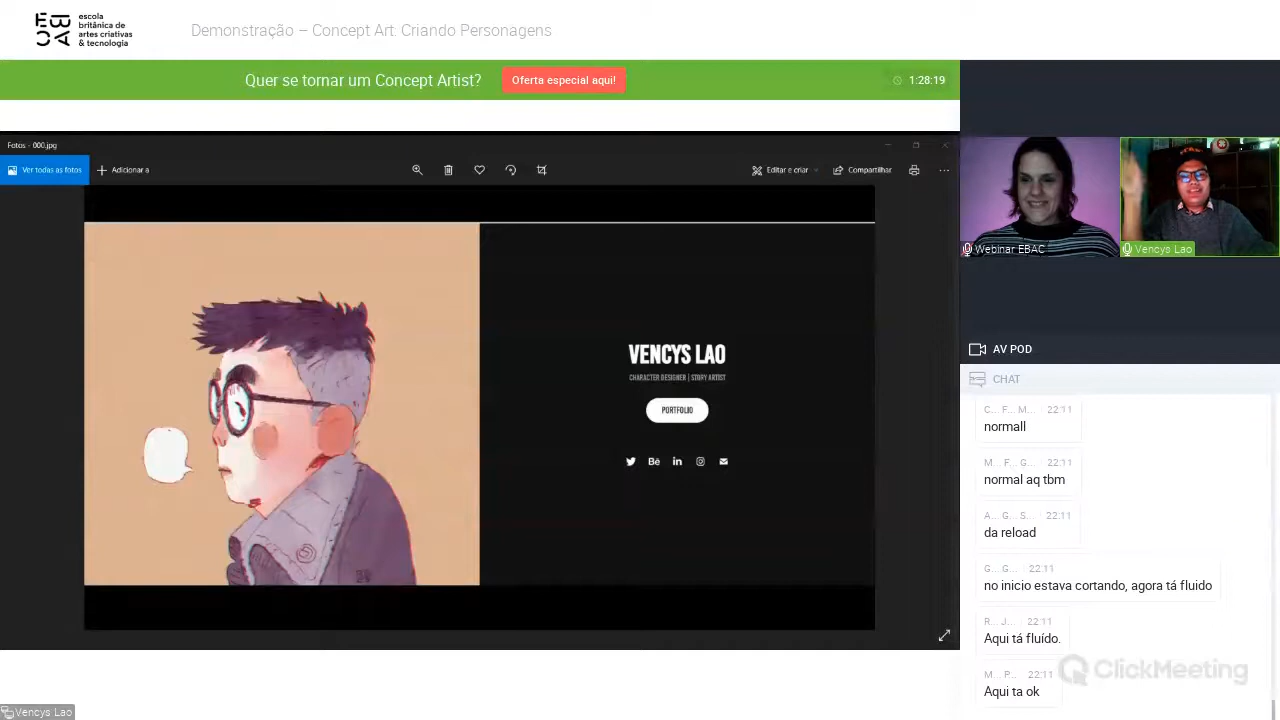 escola
britânica de
artes criativas
& tecnologia
EBAC
Demonstração – Concept Art: Criando Personagens
Quer se tornar um Concept Artist?
Oferta especial aqui!
1:28:19
Fotos - 000.jpg
Ver todas as fotos
Adicionar a
Editar e criar
Compartilhar
VENCYS LAO
CHARACTER DESIGNER | STORY ARTIST
PORTFOLIO
Bē
in
Webinar EBAC
Vencys Lao
AV POD
CHAT
C... F... M... 22:11
normall
M... F... G... 22:11
normal aq tbm
A... G... S... 22:11
da reload
G... G... 22:11
no inicio estava cortando, agora tá fluido
R... J... 22:11
Aqui tá fluído.
M... P... 22:11
Aqui ta ok
ClickMeeting
Vencys Lao